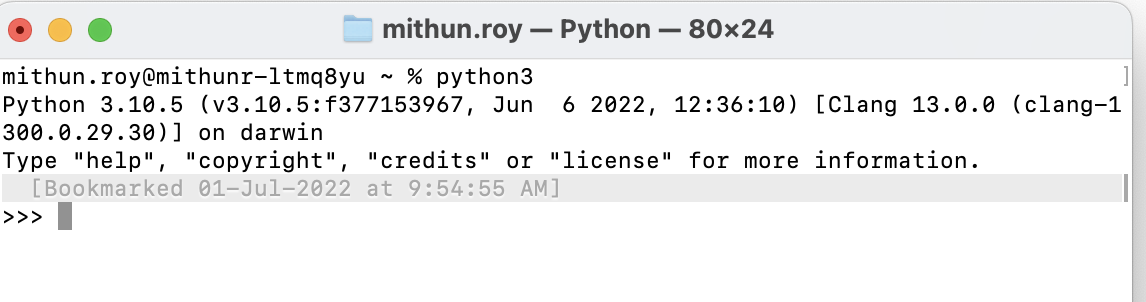 mithun.roy — Python — 80×24
mithun.roy@mithunr-ltmq8yu ~ % python3
Python 3.10.5 (v3.10.5:f377153967, Jun  6 2022, 12:36:10) [Clang 13.0.0 (clang-1
300.0.29.30)] on darwin
Type "help", "copyright", "credits" or "license" for more information.
[Bookmarked 01-Jul-2022 at 9:54:55 AM]
>>>